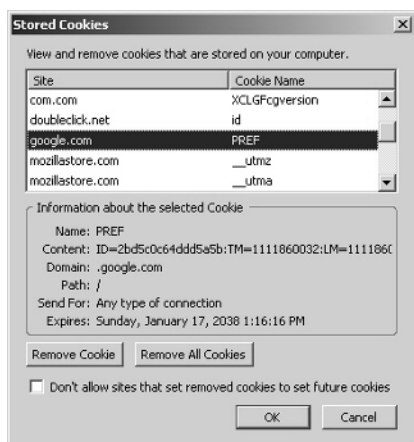 Stored Cookies
View and remove cookies that are stored on your computer.
Site Cookie Name
com.com XCLGFcgversion
doubleclick.net id
google.com PREF
mozillastore.com __utmz
mozillastore.com __utma
Information about the selected Cookie
Name: PREF
Content: ID=2bd5c0c64ddd5a5b:TM=1111860032:LM=1111860
Domain: .google.com
Path: /
Send For: Any type of connection
Expires: Sunday, January 17, 2038 1:16:16 PM
Remove Cookie Remove All Cookies
Don't allow sites that set removed cookies to set future cookies
OK Cancel